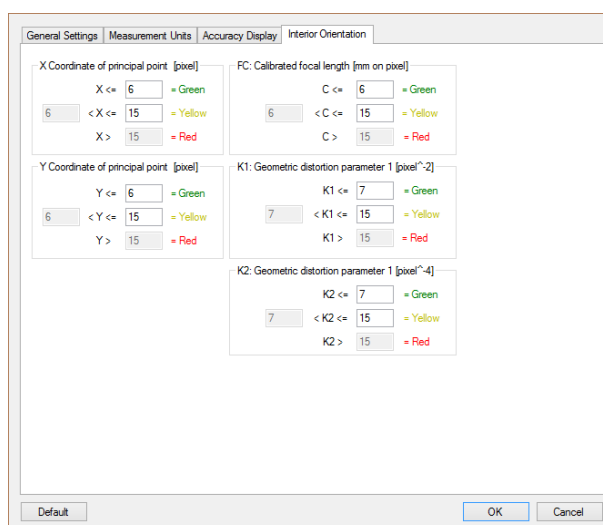 General Settings Measurement Units Accuracy Display Interior Orientation
X Coordinate of principal point [pixel]
X <= 6 = Green
6 < X <= 15 = Yellow
X > 15 = Red
FC: Calibrated focal length [mm on pixel]
C <= 6 = Green
6 < C <= 15 = Yellow
C > 15 = Red
Y Coordinate of principal point [pixel]
Y <= 6 = Green
6 < Y <= 15 = Yellow
Y > 15 = Red
K1: Geometric distortion parameter 1 [pixel^-2]
K1 <= 7 = Green
7 < K1 <= 15 = Yellow
K1 > 15 = Red
K2: Geometric distortion parameter 1 [pixel^-4]
K2 <= 7 = Green
7 < K2 <= 15 = Yellow
K2 > 15 = Red
Default OK Cancel